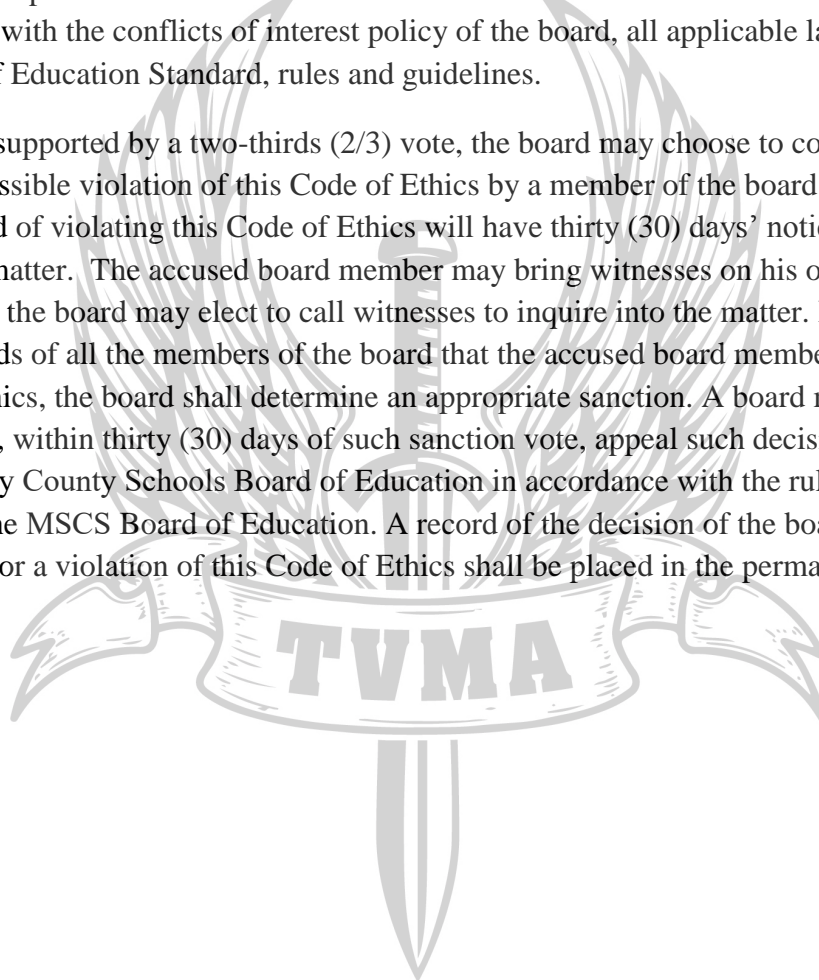 with the conflicts of interest policy of the board, all applicable la
f Education Standard, rules and guidelines.
supported by a two-thirds (2/3) vote, the board may choose to co
ssible violation of this Code of Ethics by a member of the board
d of violating this Code of Ethics will have thirty (30) days’ notic
natter. The accused board member may bring witnesses on his o
the board may elect to call witnesses to inquire into the matter.
ds of all the members of the board that the accused board membe
nics, the board shall determine an appropriate sanction. A board
, within thirty (30) days of such sanction vote, appeal such decis
y County Schools Board of Education in accordance with the rul
ne MSCS Board of Education. A record of the decision of the boa
or a violation of this Code of Ethics shall be placed in the perma
TVMA